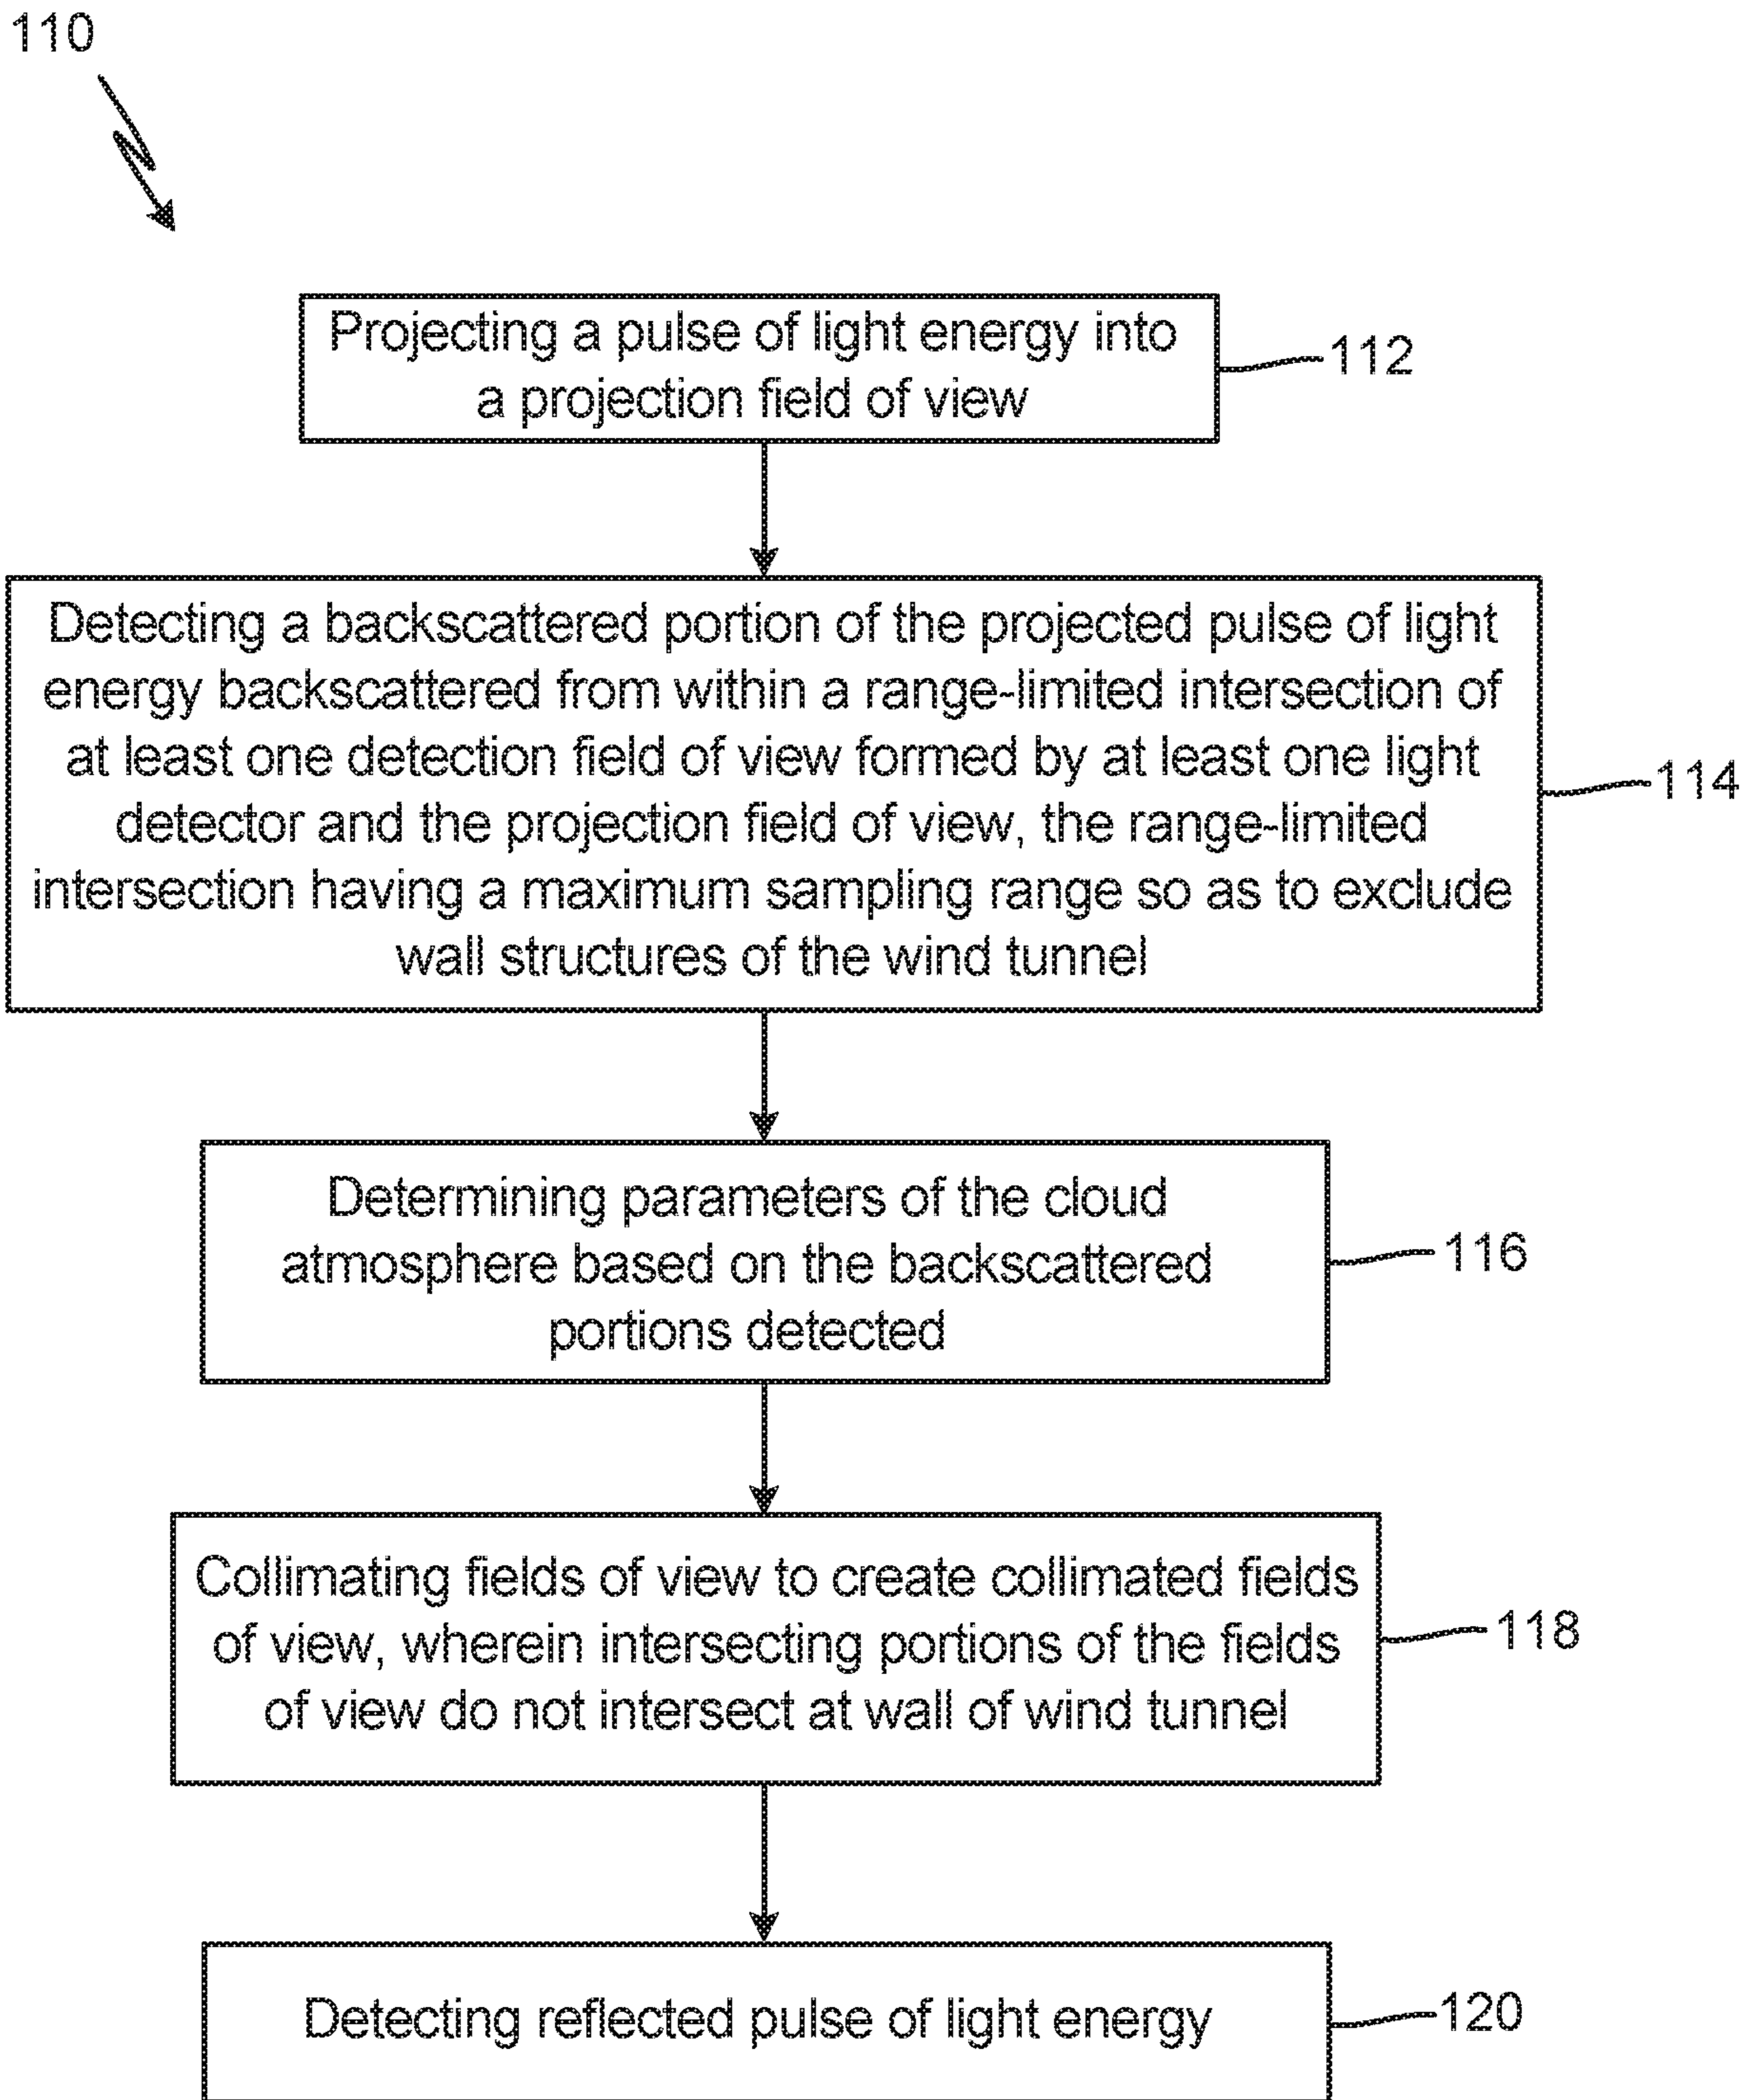 110
Projecting a pulse of light energy into
a projection field of view
112
Detecting a backscattered portion of the projected pulse of light
energy backscattered from within a range-limited intersection of
at least one detection field of view formed by at least one light
detector and the projection field of view, the range-limited
intersection having a maximum sampling range so as to exclude
wall structures of the wind tunnel
114
Determining parameters of the cloud
atmosphere based on the backscattered
portions detected
116
Collimating fields of view to create collimated fields
of view, wherein intersecting portions of the fields
of view do not intersect at wall of wind tunnel
118
Detecting reflected pulse of light energy
120